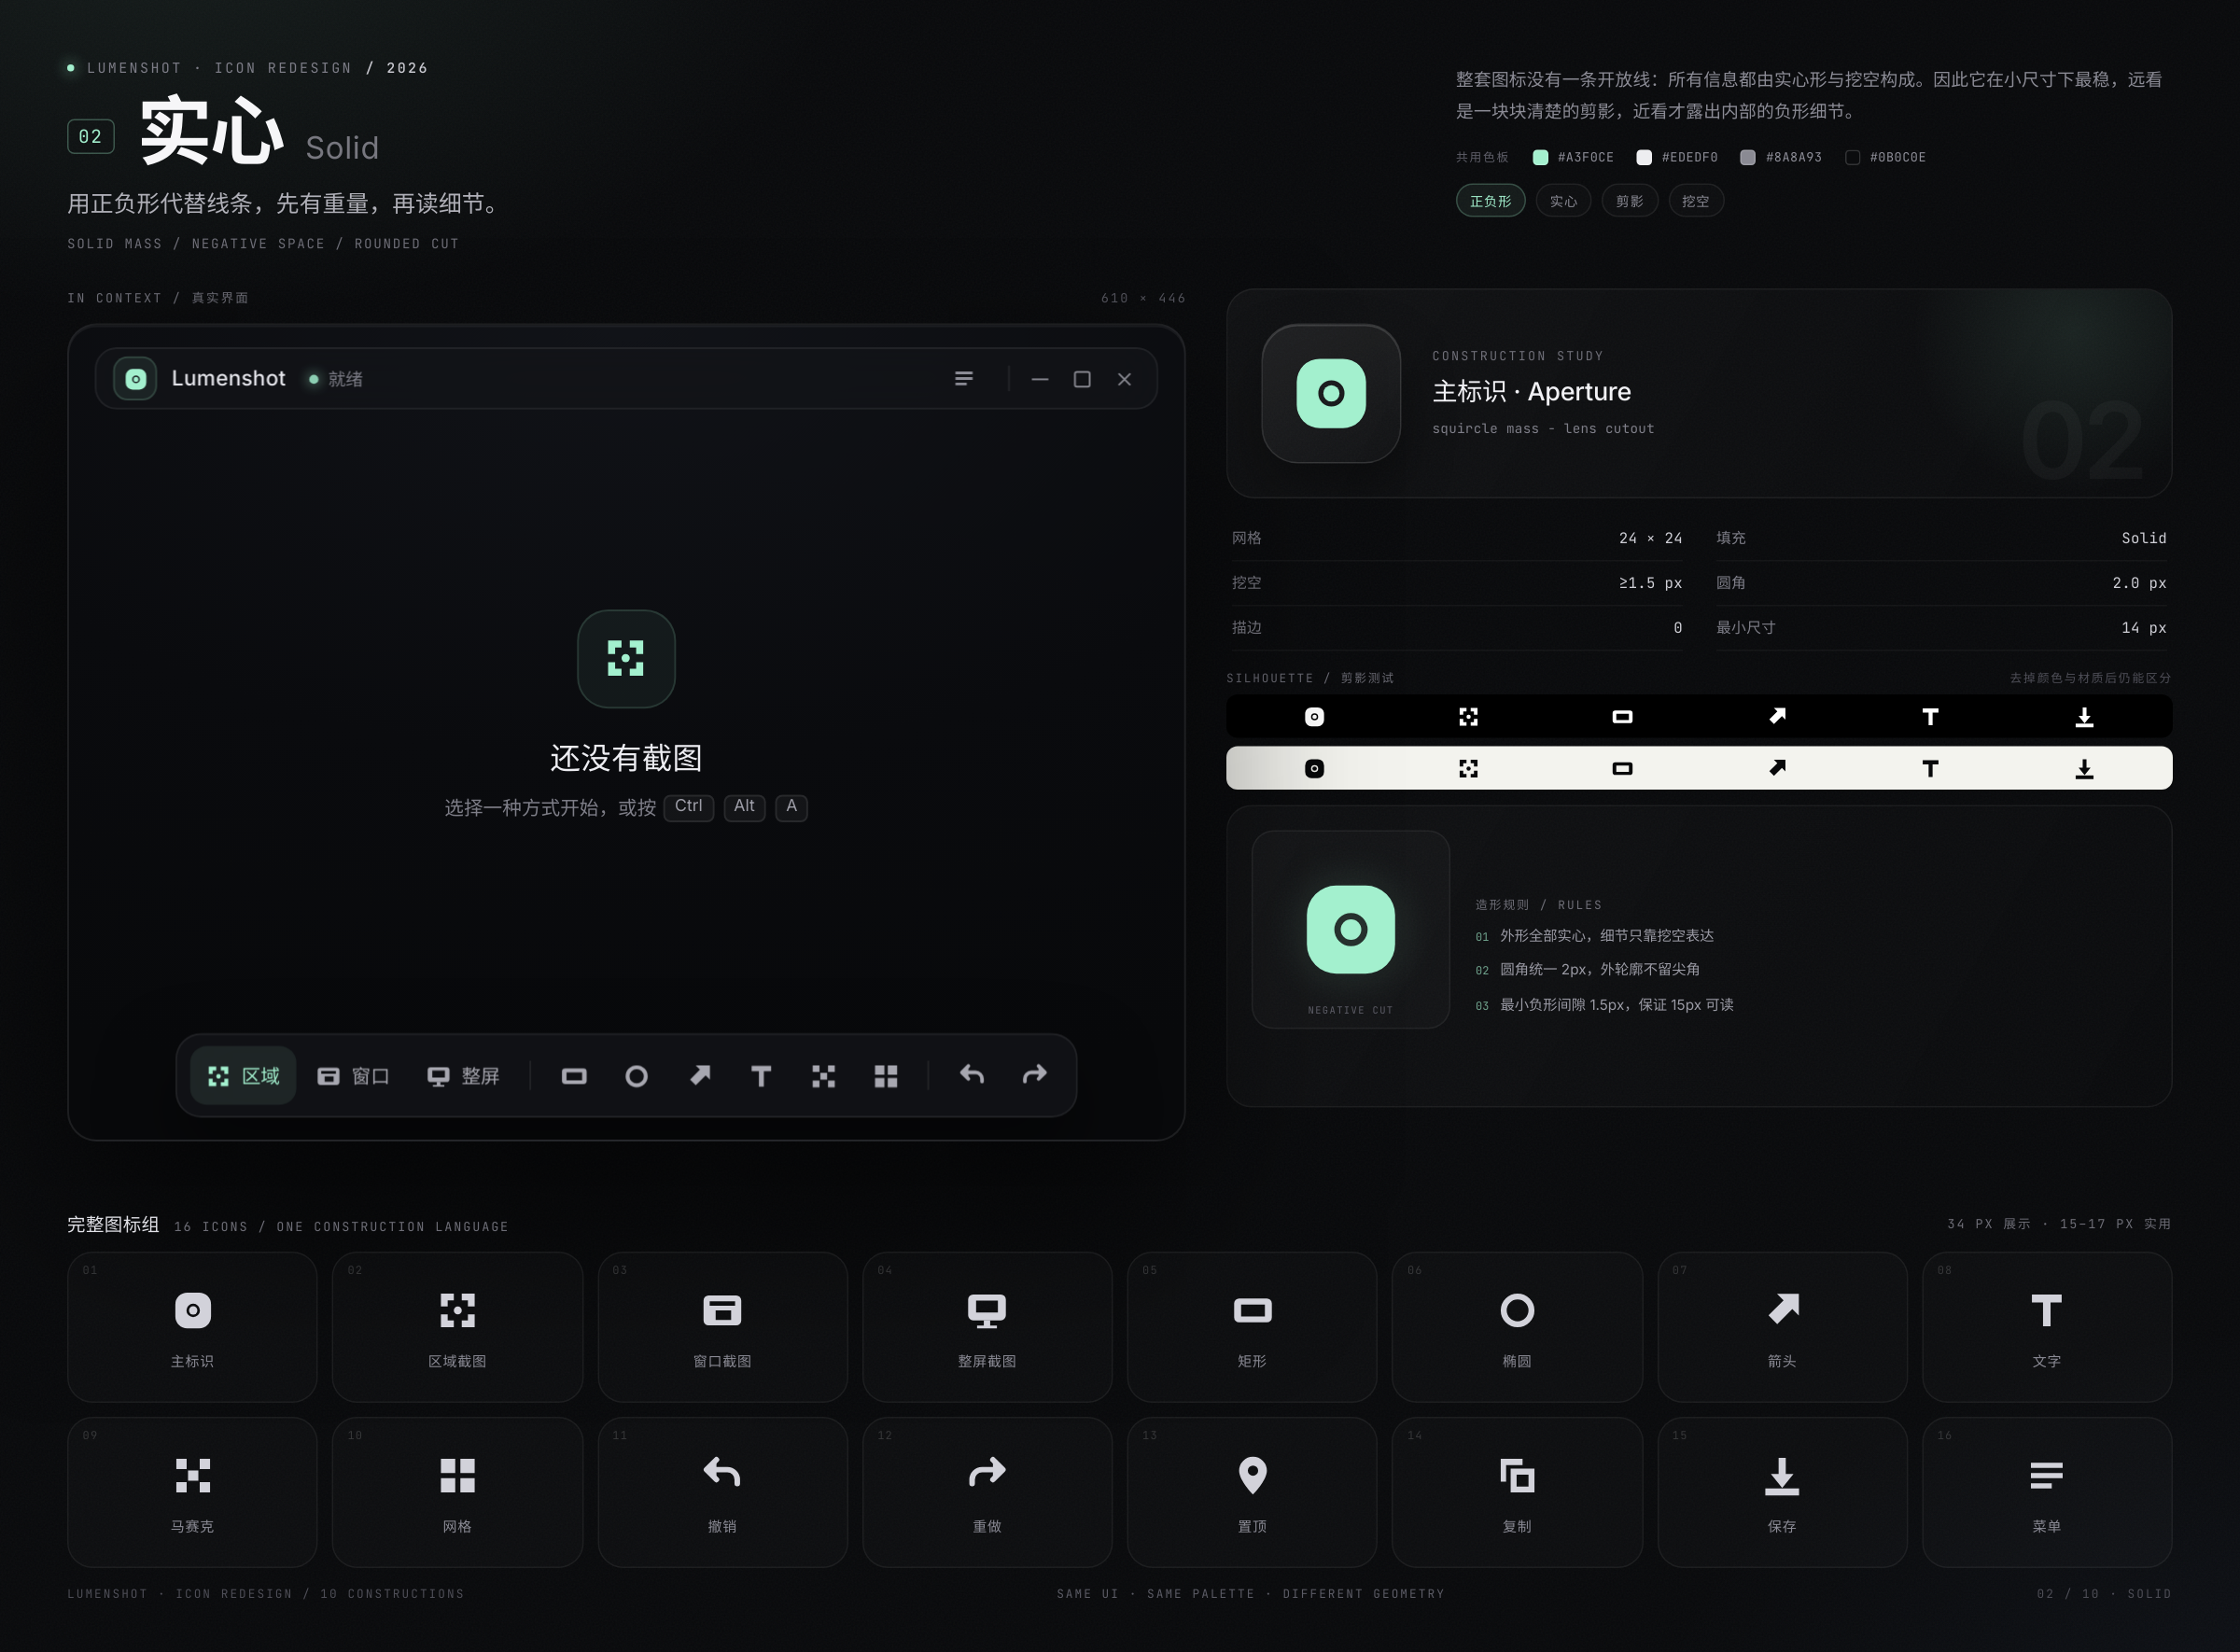 LUMENSHOT · ICON REDESIGN / 2026
02 实心 Solid
用正负形代替线条，先有重量，再读细节。
SOLID MASS / NEGATIVE SPACE / ROUNDED CUT
整套图标没有一条开放线：所有信息都由实心形与挖空构成。因此它在小尺寸下最稳，远看
是一块块清楚的剪影，近看才露出内部的负形细节。
共用色板 #A3F0CE #EDEDF0 #8A8A93 #0B0C0E
正负形 实心 剪影 挖空
IN CONTEXT / 真实界面 610 × 446
Lumenshot 就绪
还没有截图
选择一种方式开始，或按 Ctrl Alt A
区域 窗口 整屏 T
CONSTRUCTION STUDY
主标识 · Aperture
squircle mass - lens cutout
02
网格 24 × 24 填充 Solid
挖空 ≥1.5 px 圆角 2.0 px
描边 0 最小尺寸 14 px
SILHOUETTE / 剪影测试 去掉颜色与材质后仍能区分
T
T
NEGATIVE CUT
造形规则 / RULES
01 外形全部实心，细节只靠挖空表达
02 圆角统一 2px，外轮廓不留尖角
03 最小负形间隙 1.5px，保证 15px 可读
完整图标组 16 ICONS / ONE CONSTRUCTION LANGUAGE 34 PX 展示 · 15–17 PX 实用
01 02 03 04 05 06 07 08
T
主标识 区域截图 窗口截图 整屏截图 矩形 椭圆 箭头 文字
09 10 11 12 13 14 15 16
马赛克 网格 撤销 重做 置顶 复制 保存 菜单
LUMENSHOT · ICON REDESIGN / 10 CONSTRUCTIONS SAME UI · SAME PALETTE · DIFFERENT GEOMETRY 02 / 10 · SOLID